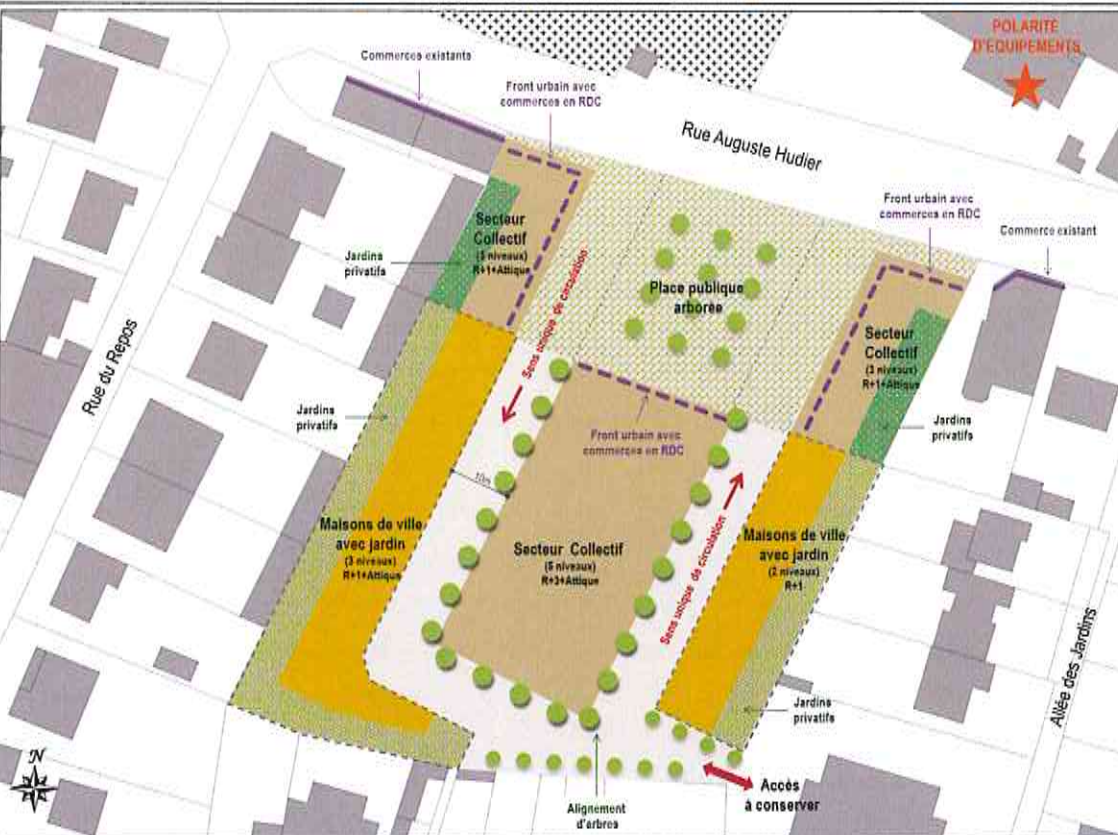 POLARITÉ
D'EQUIPEMENTS
Commerces existants
Front urbain avec
commerces en RDC
Rue Auguste Hudier
Front urbain avec
commerces en RDC
Commerce existant
Secteur
Collectif
(3 niveaux)
R+1+Attique
Jardins
privatifs
Sens unique de circulation
Place publique
arborée
Secteur
Collectif
(3 niveaux)
R+1+Attique
Rue du Repos
Jardins
privatifs
Jardins
privatifs
Front urbain avec
commerces en RDC
10m
Maisons de ville
avec jardin
(3 niveaux)
R+1+Attique
Secteur Collectif
(5 niveaux)
R+3+Attique
Sens unique de circulation
Maisons de ville
avec jardin
(2 niveaux)
R+1
Allée des Jardins
Jardins
privatifs
N
Accès
à conserver
Alignement
d'arbres